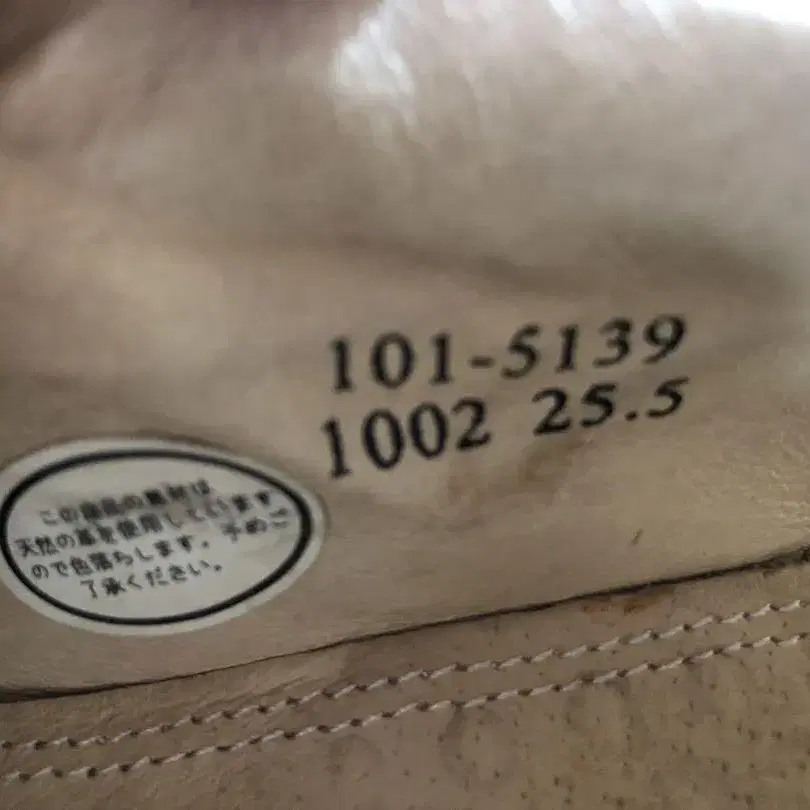 101-5139
1002 25.5
この商品の素材は
天然の革を使用しています
ので色落ちします。予めご
了承ください。